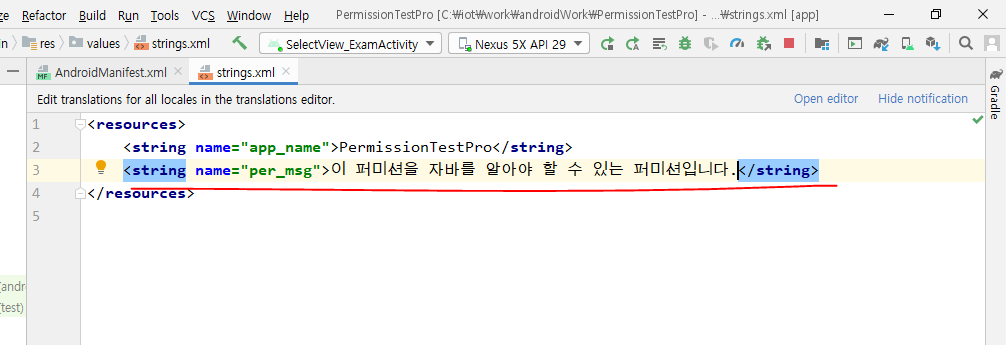 ze Refactor Build Run Tools VCS Window Help PermissionTestPro [C:₩iot₩work₩androidWork₩PermissionTestPro] - ...₩strings.xml [app]
in res values strings.xml SelectView_ExamActivity Nexus 5X API 29
AndroidManifest.xml strings.xml
Edit translations for all locales in the translations editor. Open editor Hide notification
1 <resources>
2 <string name="app_name">PermissionTestPro</string>
3 <string name="per_msg">이 퍼미션을 자바를 알아야 할 수 있는 퍼미션입니다.</string>
4 </resources>
5
Gradle
[andr
(test)